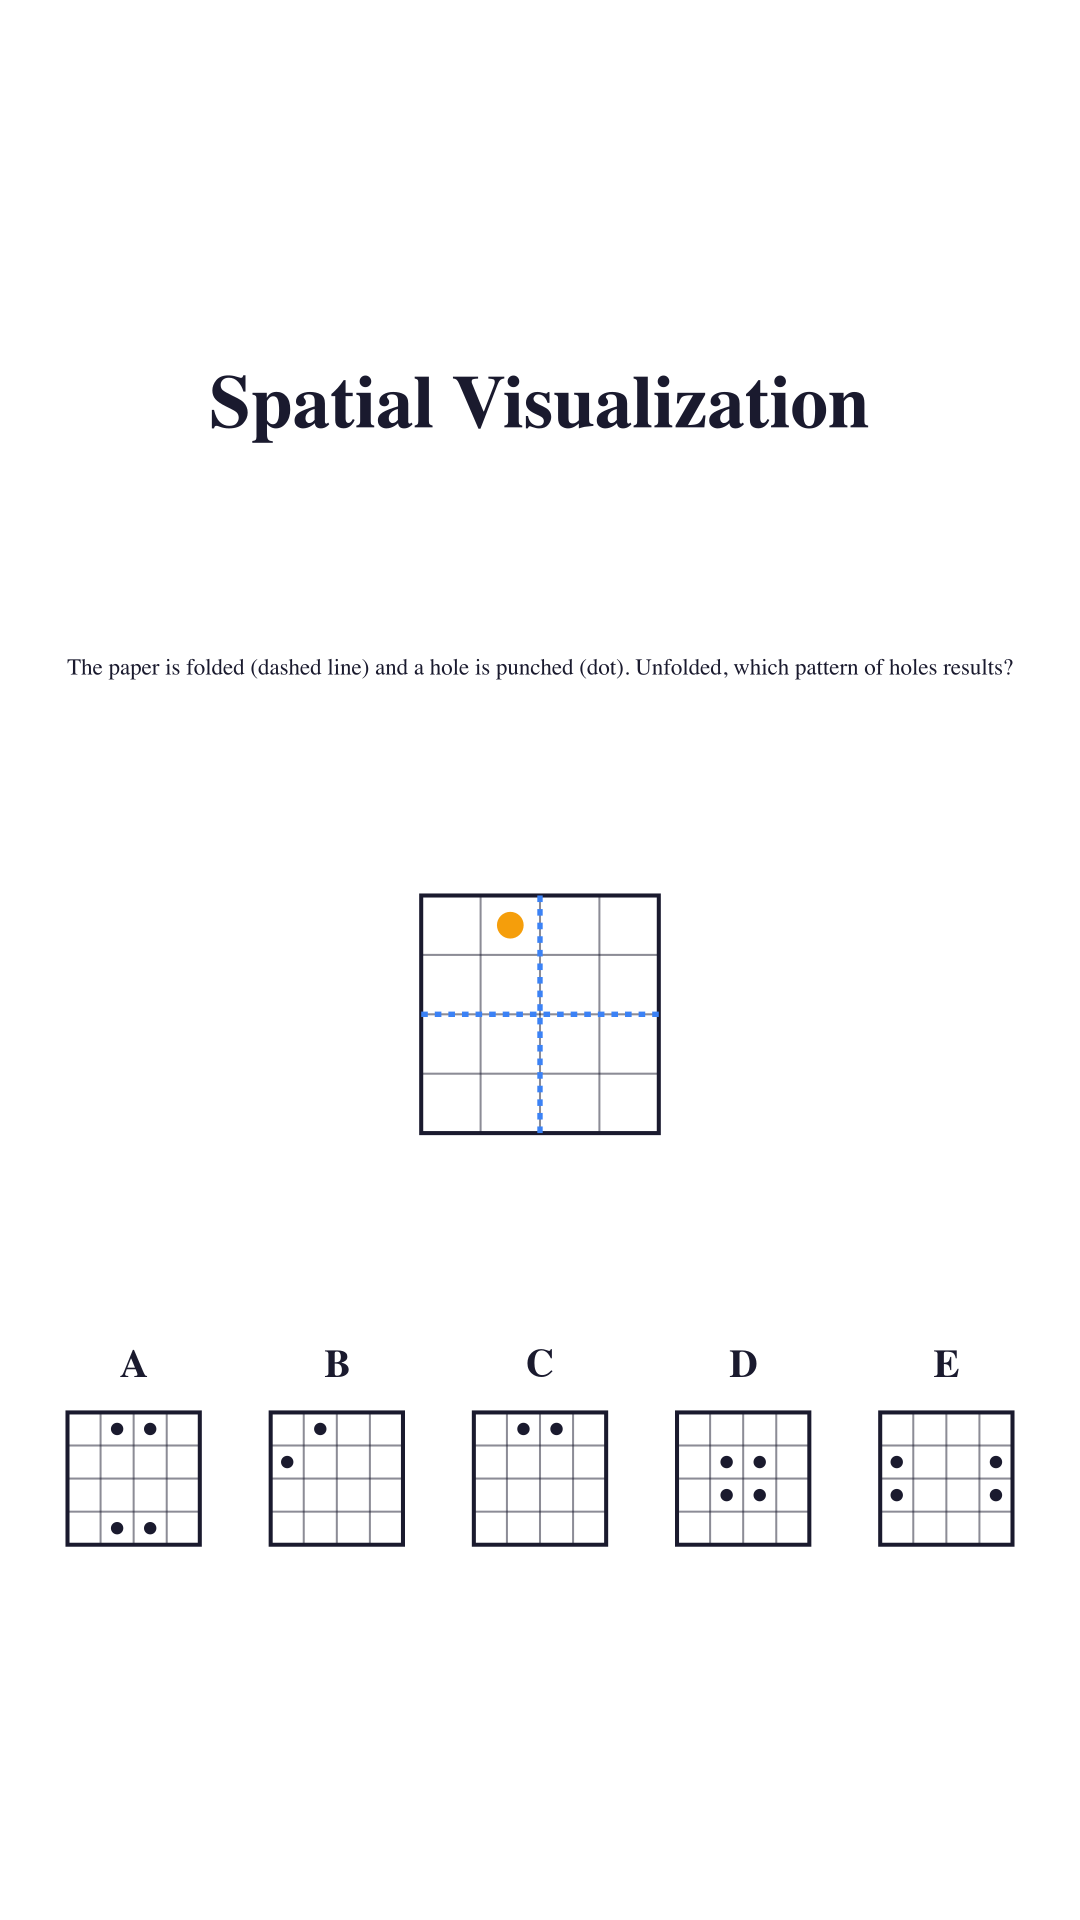 Spatial Visualization
The paper is folded (dashed line) and a hole is punched (dot). Unfolded, which pattern of holes results?
A B C D E